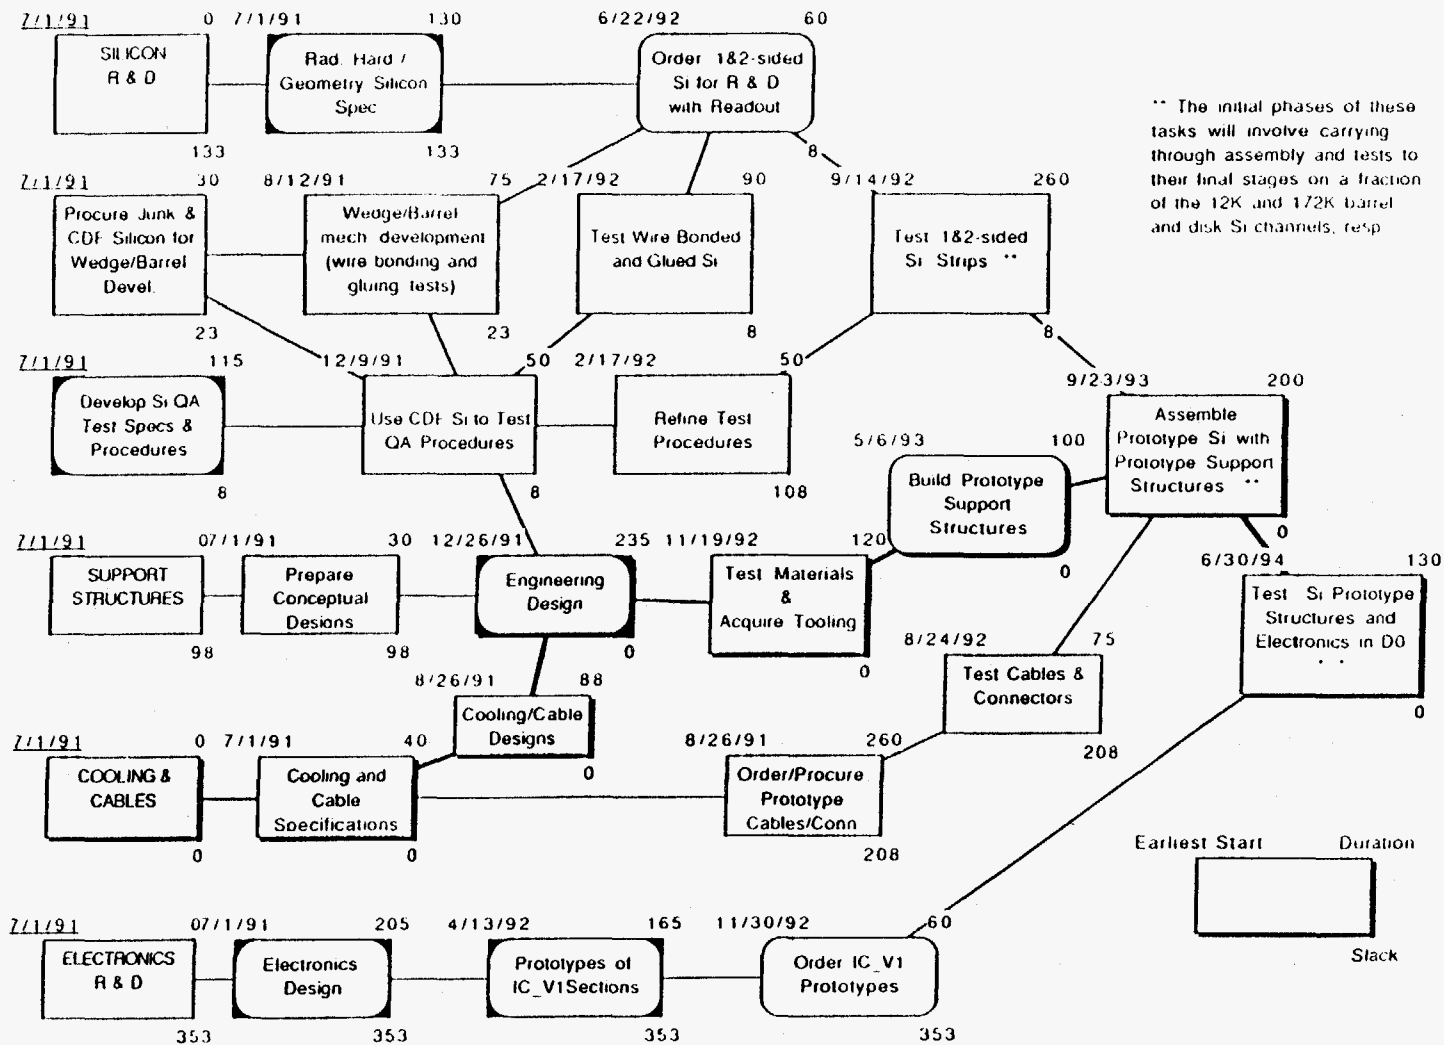 7/1/91 0
SILICON
R & D
133
7/1/91 130
Rad. Hard /
Geometry Silicon
Spec
133
6/22/92 60
Order 1&2-sided
Si for R & D
with Readout
8
** The initial phases of these
tasks will involve carrying
through assembly and tests to
their final stages on a fraction
of the 12K and 172K barrel
and disk Si channels, resp
7/1/91 30
Procure Junk &
CDF Silicon for
Wedge/Barrel
Devel.
23
8/12/91 75
Wedge/Barrel
mech development
(wire bonding and
gluing tests)
23
2/17/92 90
Test Wire Bonded
and Glued Si
8
9/14/92 260
Test 1&2-sided
Si Strips **
8
7/1/91 115
Develop Si QA
Test Specs &
Procedures
8
12/9/91 50
Use CDF Si to Test
QA Procedures
8
2/17/92 50
Refine Test
Procedures
108
5/6/93 100
Build Prototype
Support
Structures
0
9/23/93 200
Assemble
Prototype Si with
Prototype Support
Structures **
0
7/1/91 0
SUPPORT
STRUCTURES
98
7/1/91 30
Prepare
Conceptual
Designs
98
12/26/91 235
Engineering
Design
0
11/19/92 120
Test Materials
&
Acquire Tooling
0
6/30/94 130
Test Si Prototype
Structures and
Electronics in D0
**
0
8/26/91 88
Cooling/Cable
Designs
0
8/24/92 75
Test Cables &
Connectors
208
7/1/91 0
COOLING &
CABLES
0
7/1/91 40
Cooling and
Cable
Specifications
0
8/26/91 260
Order/Procure
Prototype
Cables/Conn
208
Earliest Start Duration
Slack
7/1/91 0
ELECTRONICS
R & D
353
7/1/91 205
Electronics
Design
353
4/13/92 165
Prototypes of
IC_V1Sections
353
11/30/92 60
Order IC_V1
Prototypes
353